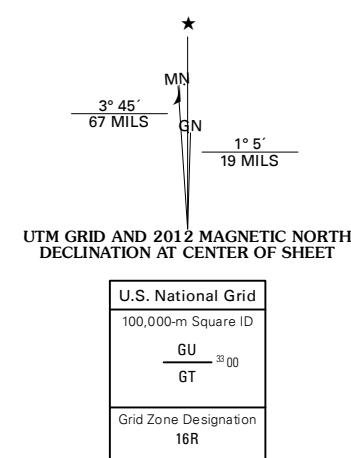 ★
MN
3° 45´
67 MILS
GN
1° 5´
19 MILS
UTM GRID AND 2012 MAGNETIC NORTH
DECLINATION AT CENTER OF SHEET
U.S. National Grid
100,000-m Square ID
GU
33 00
GT
Grid Zone Designation
16R